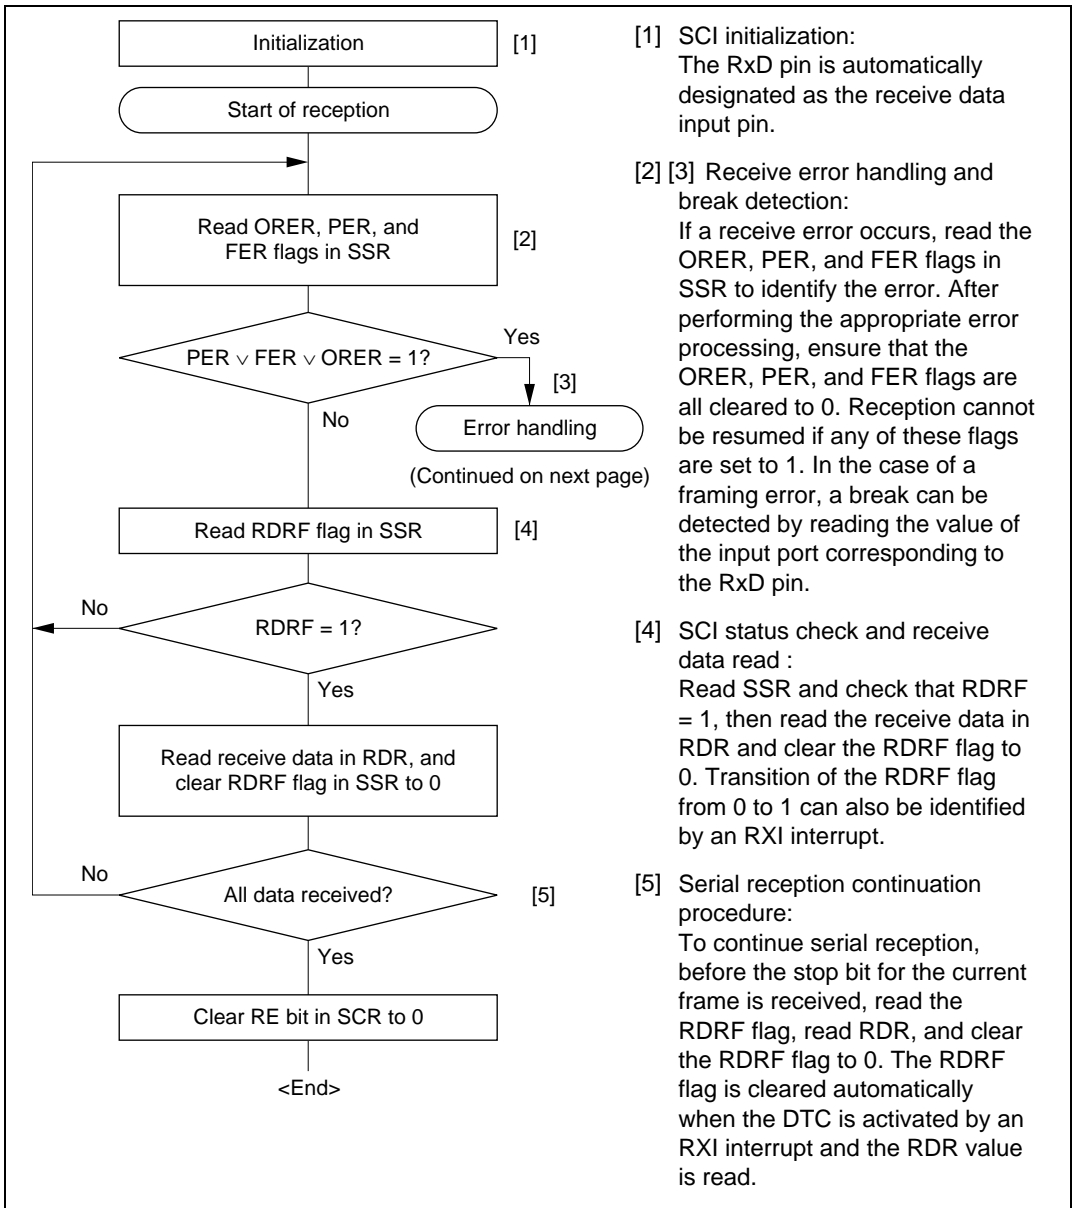 Initialization
[1]
Start of reception
Read ORER, PER, and
FER flags in SSR
[2]
PER ∨ FER ∨ ORER = 1?
Yes
[3]
No
Error handling
(Continued on next page)
Read RDRF flag in SSR
[4]
No
RDRF = 1?
Yes
Read receive data in RDR, and
clear RDRF flag in SSR to 0
No
All data received?
[5]
Yes
Clear RE bit in SCR to 0
<End>
[1] SCI initialization:
The RxD pin is automatically
designated as the receive data
input pin.
[2] [3] Receive error handling and
break detection:
If a receive error occurs, read the
ORER, PER, and FER flags in
SSR to identify the error. After
performing the appropriate error
processing, ensure that the
ORER, PER, and FER flags are
all cleared to 0. Reception cannot
be resumed if any of these flags
are set to 1. In the case of a
framing error, a break can be
detected by reading the value of
the input port corresponding to
the RxD pin.
[4] SCI status check and receive
data read :
Read SSR and check that RDRF
= 1, then read the receive data in
RDR and clear the RDRF flag to
0. Transition of the RDRF flag
from 0 to 1 can also be identified
by an RXI interrupt.
[5] Serial reception continuation
procedure:
To continue serial reception,
before the stop bit for the current
frame is received, read the
RDRF flag, read RDR, and clear
the RDRF flag to 0. The RDRF
flag is cleared automatically
when the DTC is activated by an
RXI interrupt and the RDR value
is read.